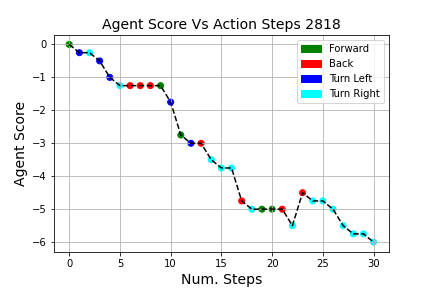 Agent Score Vs Action Steps 2818
Forward
Back
Turn Left
Turn Right
Agent Score
0
−1
−2
−3
−4
−5
−6
0 5 10 15 20 25 30
Num. Steps